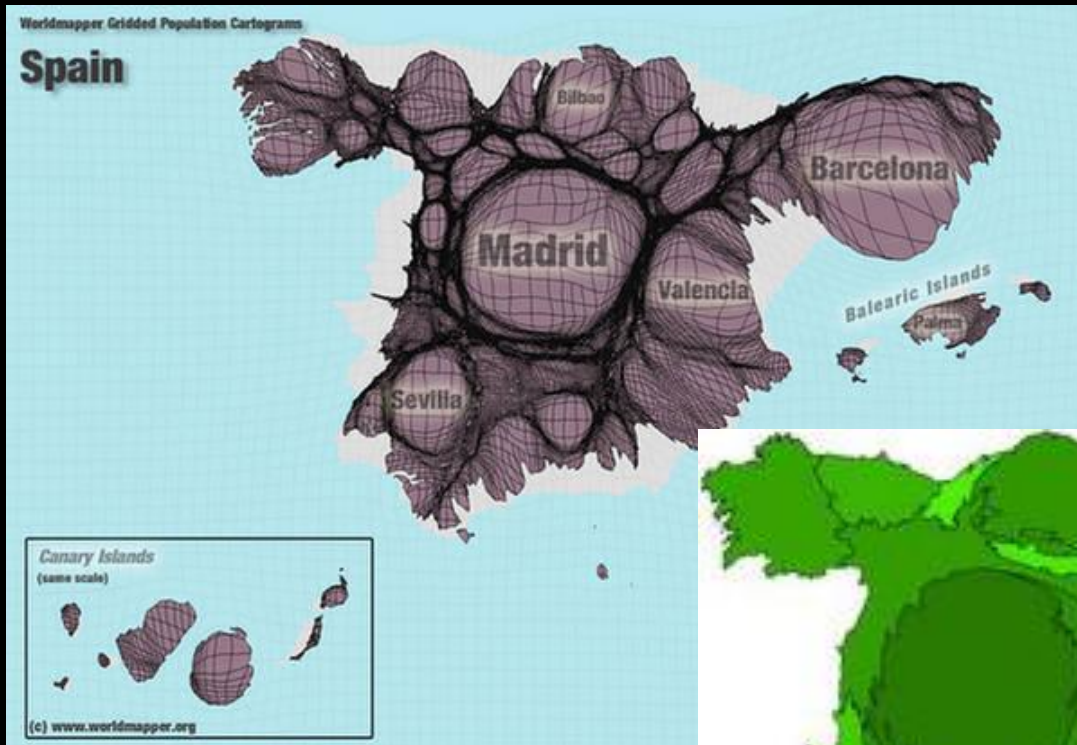 Worldmapper Gridded Population Cartograms
Spain
Bilbao
Barcelona
Madrid
Valencia
Balearic Islands
Palma
Sevilla
Canary Islands
(same scale)
(c) www.worldmapper.org